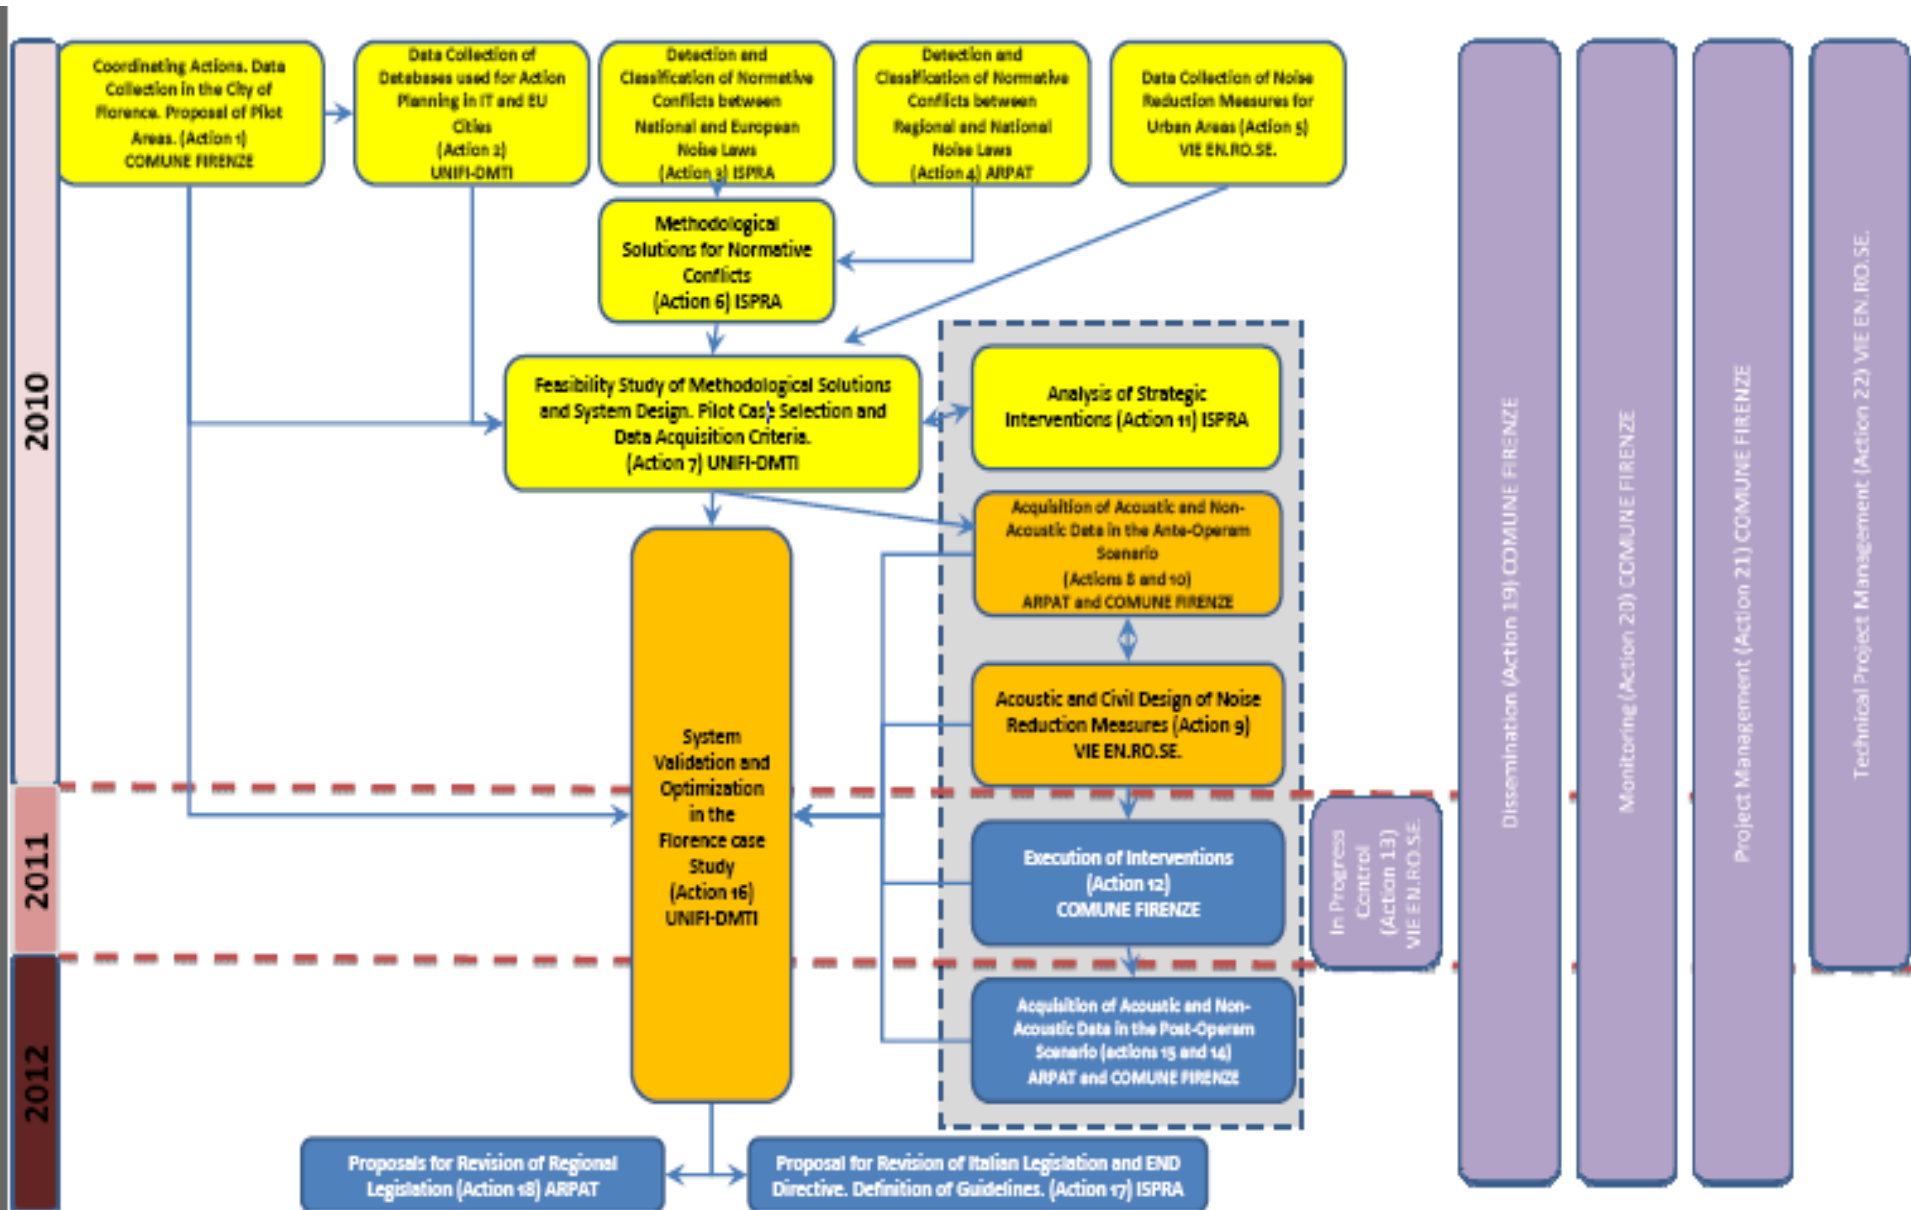 Coordinating Actions. Data
Collection in the City of
Florence. Proposal of Pilot
Areas. (Action 1)
COMUNE FIRENZE
Data Collection of
Databases used for Action
Planning in IT and EU
Cities
(Action 2)
UNIFI-DMTI
Detection and
Classification of Normative
Conflicts between
National and European
Noise Laws
(Action 3) ISPRA
Detection and
Classification of Normative
Conflicts between
Regional and National
Noise Laws
(Action 4) ARPAT
Data Collection of Noise
Reduction Measures for
Urban Areas (Action 5)
VIE EN.RO.SE.
Methodological
Solutions for Normative
Conflicts
(Action 6) ISPRA
2010
Feasibility Study of Methodological Solutions
and System Design. Pilot Case Selection and
Data Acquisition Criteria.
(Action 7) UNIFI-DMTI
Analysis of Strategic
Interventions (Action 11) ISPRA
Acquisition of Acoustic and Non-
Acoustic Data in the Ante-Operam
Scenario
(Actions 8 and 10)
ARPAT and COMUNE FIRENZE
Acoustic and Civil Design of Noise
Reduction Measures (Action 9)
VIE EN.RO.SE.
System
Validation and
Optimization
in the
Florence case
Study
(Action 16)
UNIFI-DMTI
2011
Execution of Interventions
(Action 12)
COMUNE FIRENZE
In Progress
Control
(Action 13)
VIE EN.RO.SE.
2012
Acquisition of Acoustic and Non-
Acoustic Data in the Post-Operam
Scenario (actions 15 and 14)
ARPAT and COMUNE FIRENZE
Proposals for Revision of Regional
Legislation (Action 18) ARPAT
Proposal for Revision of Italian Legislation and END
Directive. Definition of Guidelines. (Action 17) ISPRA
Dissemination (Action 19) COMUNE FIRENZE
Monitoring (Action 20) COMUNE FIRENZE
Project Management (Action 21) COMUNE FIRENZE
Technical Project Management (Action 22) VIE EN.RO.SE.